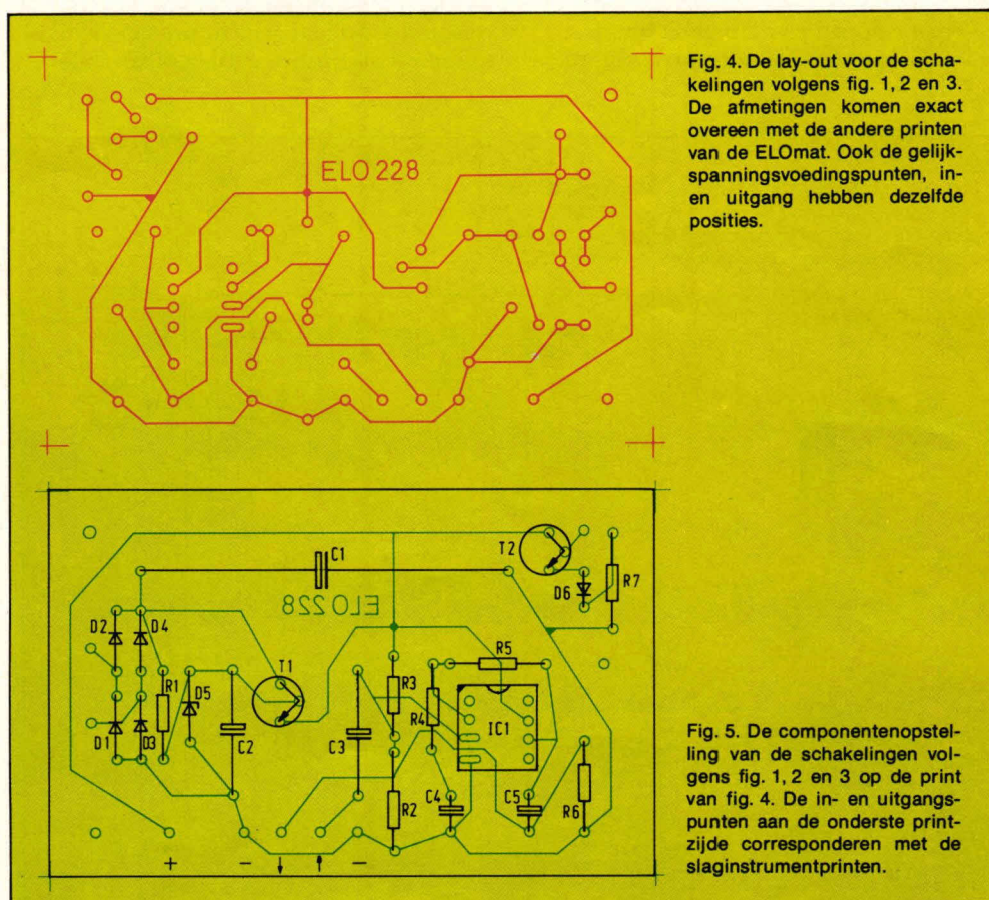 Fig. 4. De lay-out voor de scha-
kelingen volgens fig. 1, 2 en 3.
De afmetingen komen exact
overeen met de andere printen
van de ELOmat. Ook de gelijk-
spanningsvoedingspunten, in-
en uitgang hebben dezelfde
posities.
ELO 228
T2
C1
D6
R7
ELO 228
D2
D4
T1
R5
R1
D5
R3
R4
IC1
D1
D3
C2
C3
R2
C4
C5
R6
+ - ↓ ↑ -
Fig. 5. De componentenopstel-
ling van de schakelingen vol-
gens fig. 1, 2 en 3 op de print
van fig. 4. De in- en uitgangs-
punten aan de onderste print-
zijde corresponderen met de
slaginstrumentprinten.